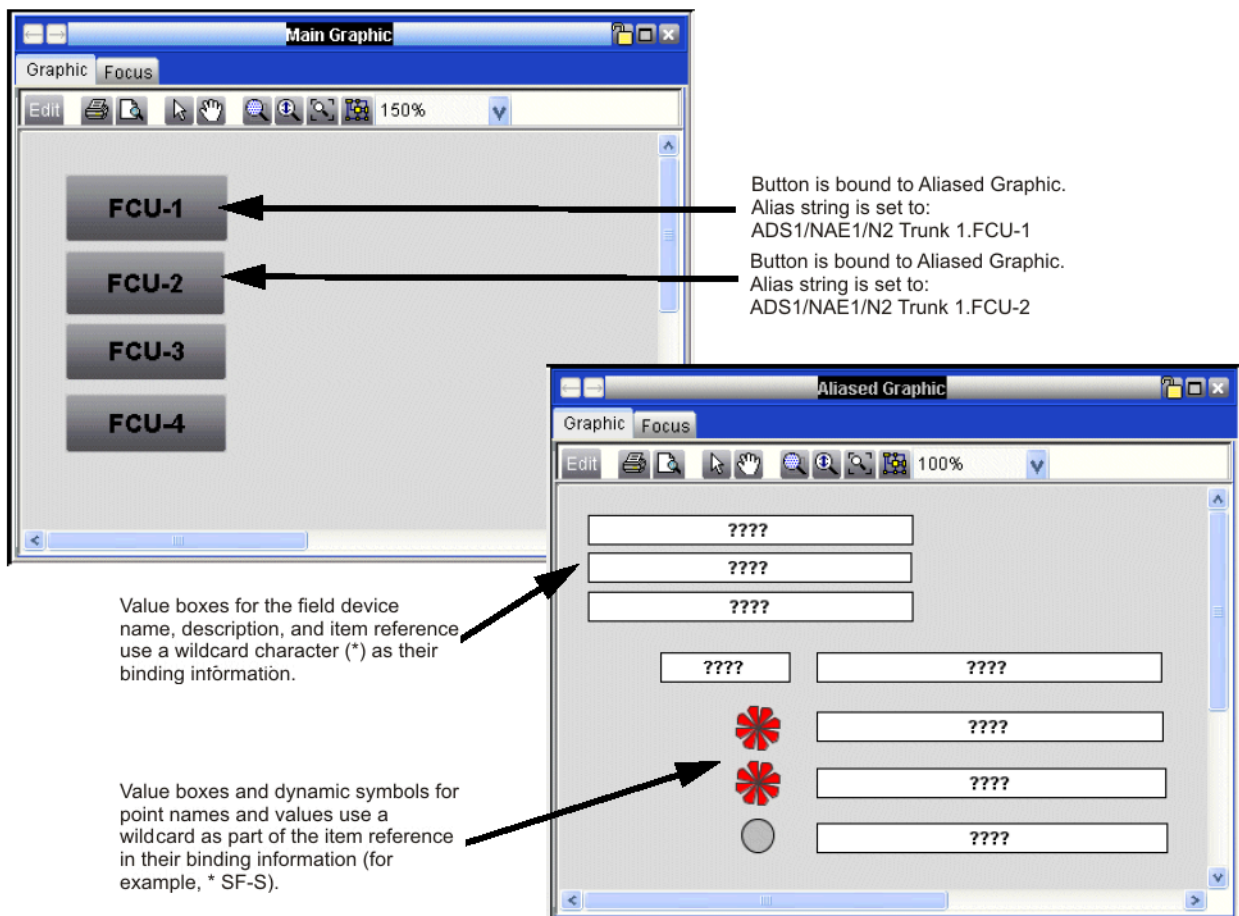 Main Graphic
Graphic Focus
Edit 150%
FCU-1
FCU-2
FCU-3
FCU-4
Button is bound to Aliased Graphic.
Alias string is set to:
ADS1/NAE1/N2 Trunk 1.FCU-1
Button is bound to Aliased Graphic.
Alias string is set to:
ADS1/NAE1/N2 Trunk 1.FCU-2
Aliased Graphic
Graphic Focus
Edit 100%
????
????
????
???? ????
????
????
????
Value boxes for the field device
name, description, and item reference
use a wildcard character (*) as their
binding information.
Value boxes and dynamic symbols for
point names and values use a
wildcard as part of the item reference
in their binding information (for
example, * SF-S).